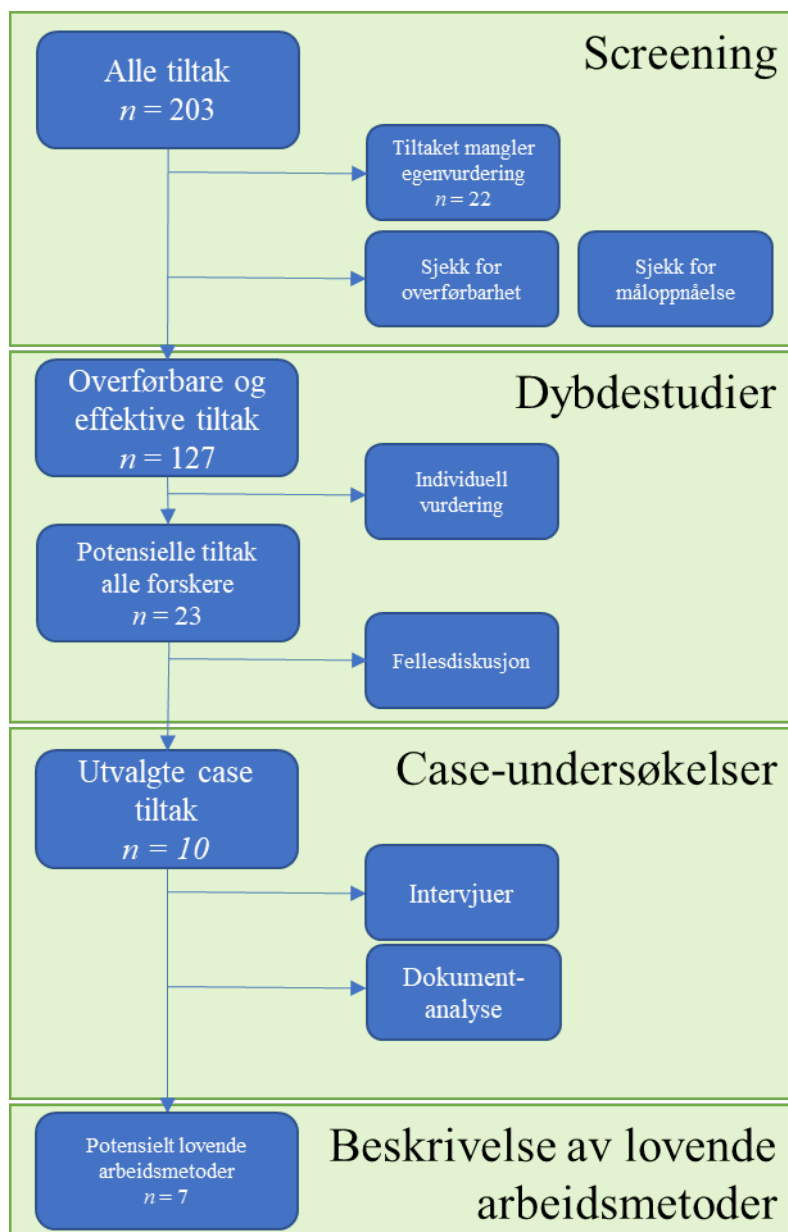 Screening
Alle tiltak
n = 203
Tiltaket mangler
egenvurdering
n = 22
Sjekk for
overførbarhet
Sjekk for
måloppnåelse
Dybdestudier
Overførbare og
effektive tiltak
n = 127
Individuell
vurdering
Potensielle tiltak
alle forskere
n = 23
Fellesdiskusjon
Case-undersøkelser
Utvalgte case
tiltak
n = 10
Intervjuer
Dokument-
analyse
Beskrivelse av lovende
arbeidsmetoder
Potensielt lovende
arbeidsmetoder
n = 7